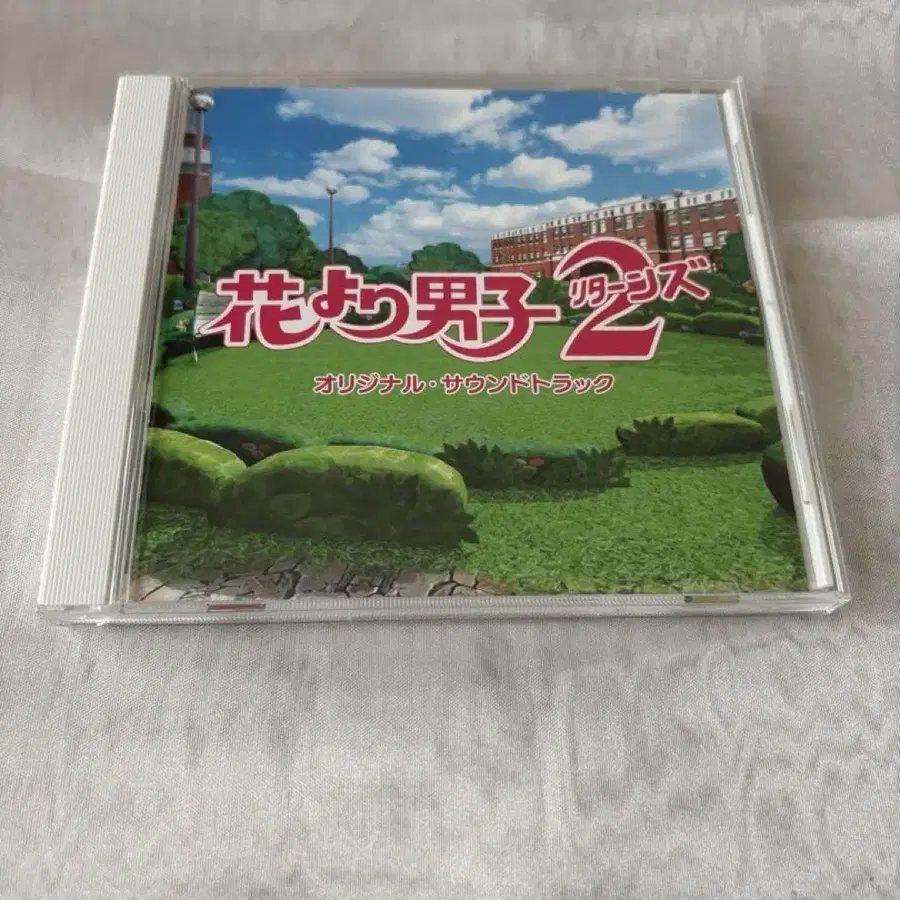 花より男子2
リターンズ
オリジナル・サウンドトラック